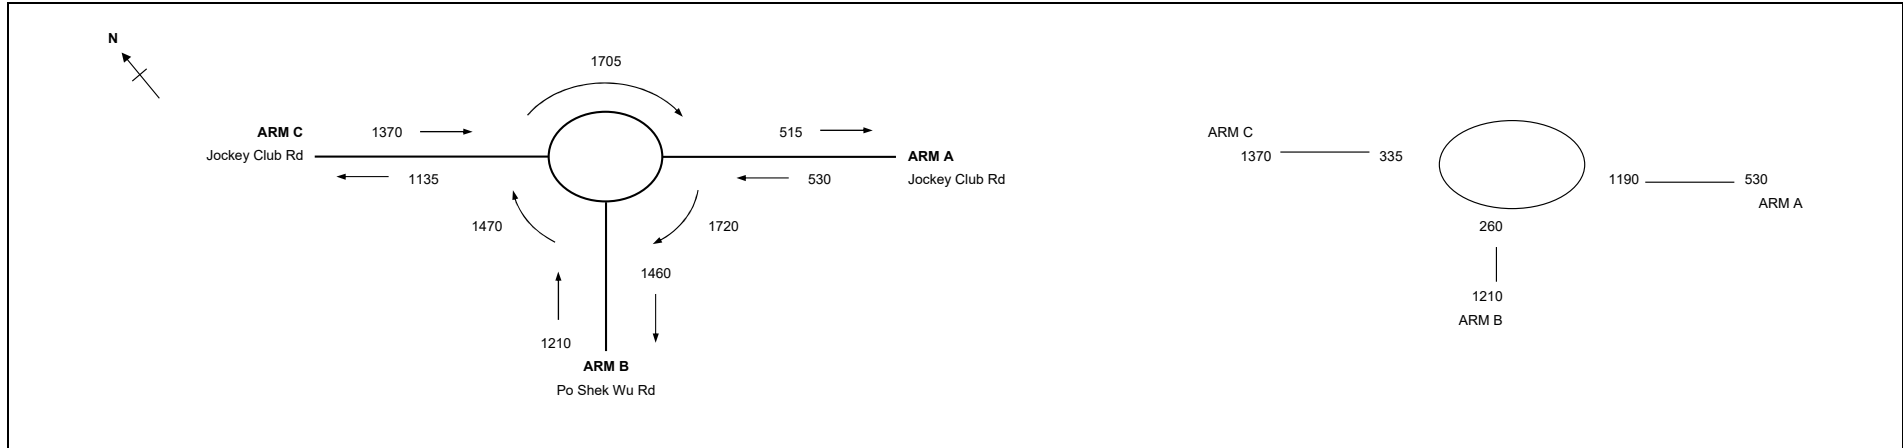 N
1705
ARM C
1370
515
Jockey Club Rd
ARM A
1135
530
Jockey Club Rd
1470
1720
1460
1210
ARM B
Po Shek Wu Rd
ARM C
1370
335
1190
530
ARM A
260
1210
ARM B